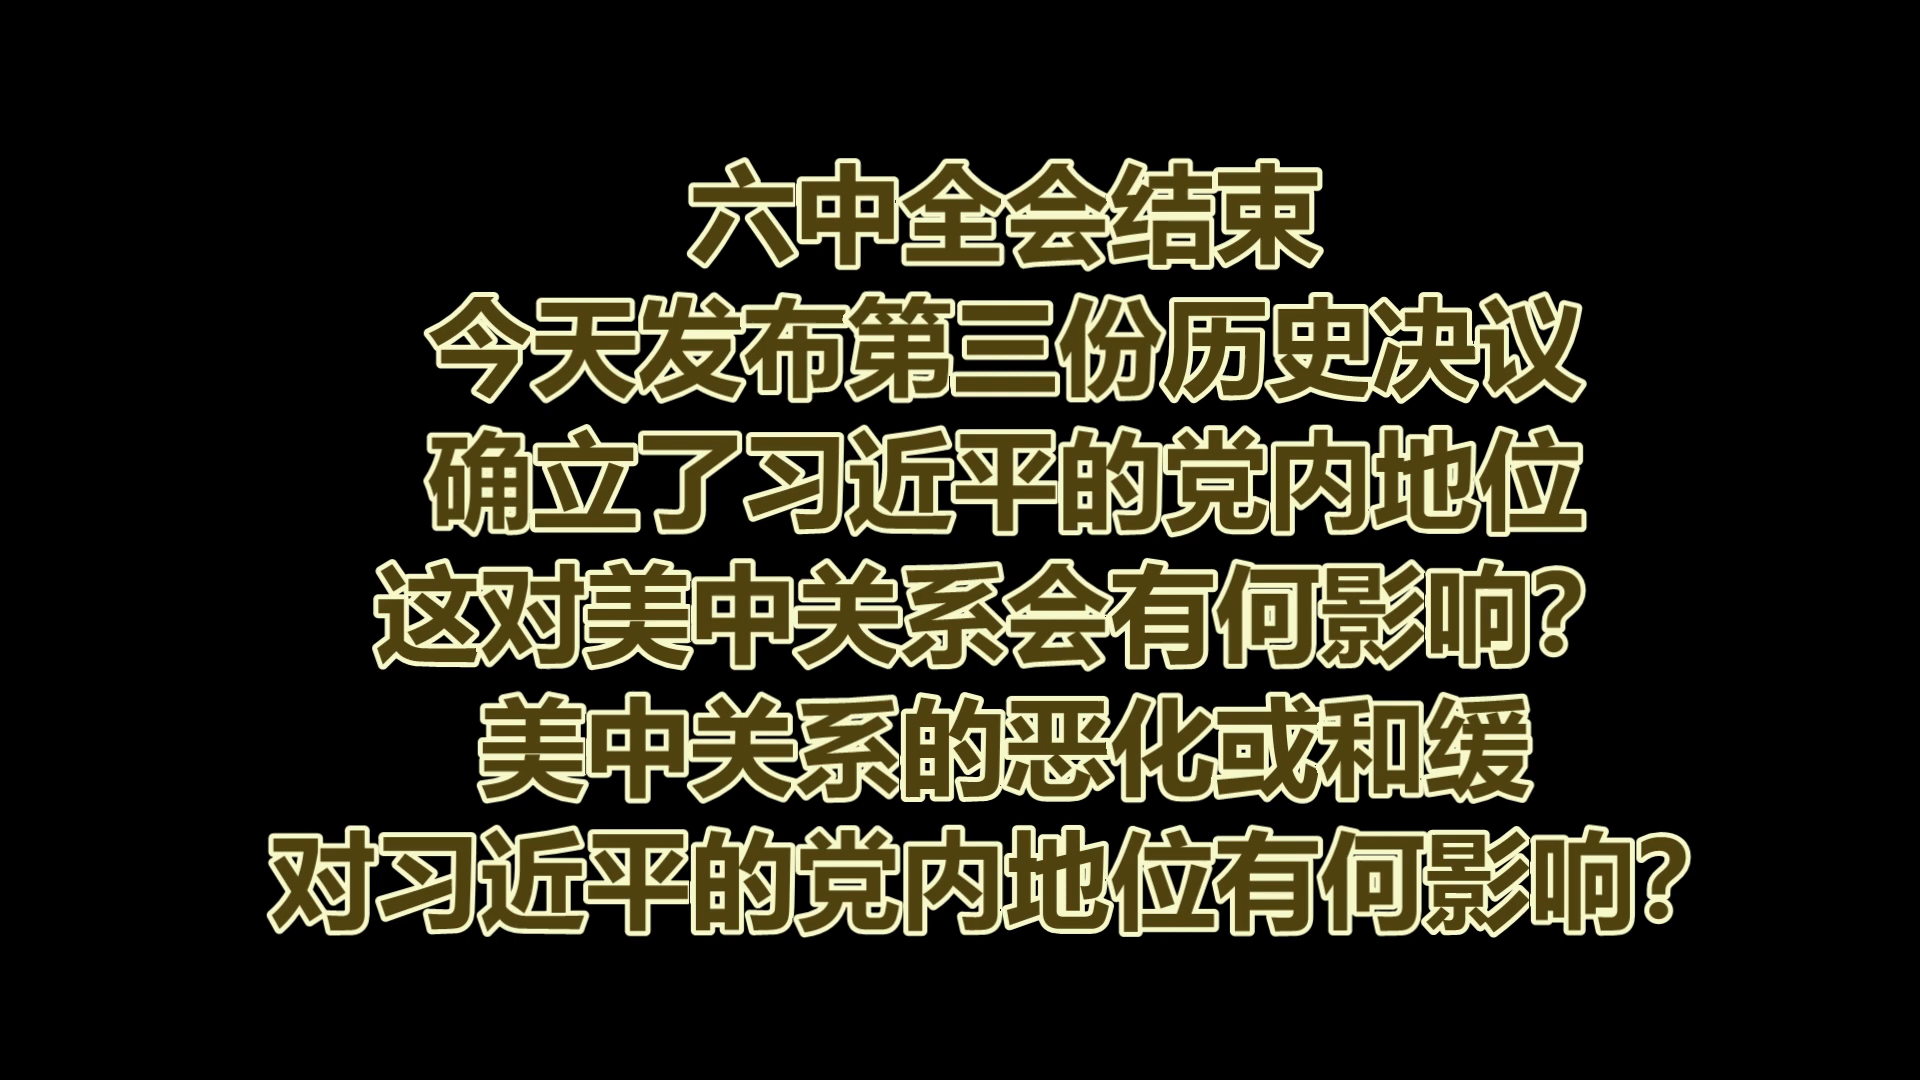 六中全会结束
今天发布第三份历史决议
确立了习近平的党内地位
这对美中关系会有何影响?
美中关系的恶化或和缓
对习近平的党内地位有何影响?